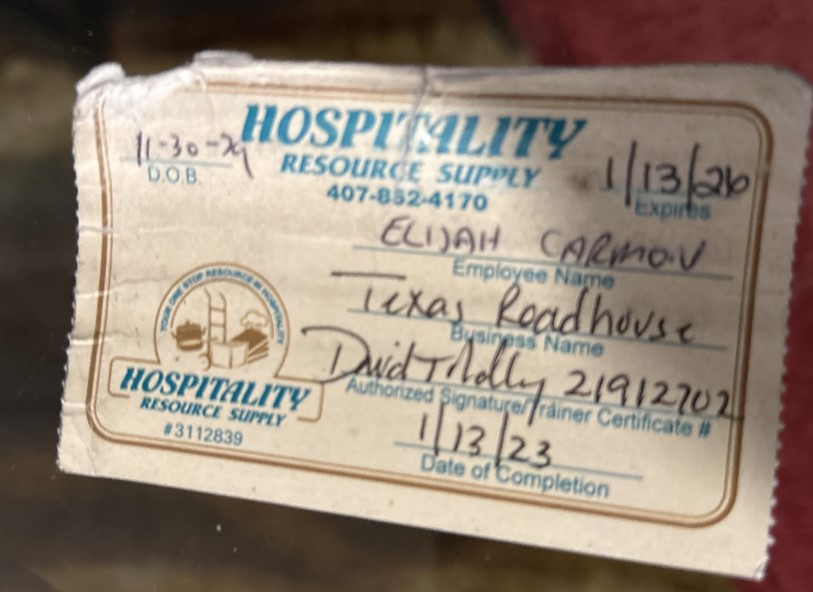 HOSPITALITY
RESOURCE SUPPLY
407-852-4170
11-30-
D.O.B.
1/13/26
Expires
ELIJAH
Employee Name
Texas Roadhouse
Business Name
David 21912702
Authorized Signature/Trainer Certificate #
1/13/23
Date of Completion
YOUR ONE STOP RESOURCE IN HOSPITALITY
HOSPITALITY
RESOURCE SUPPLY
#3112839